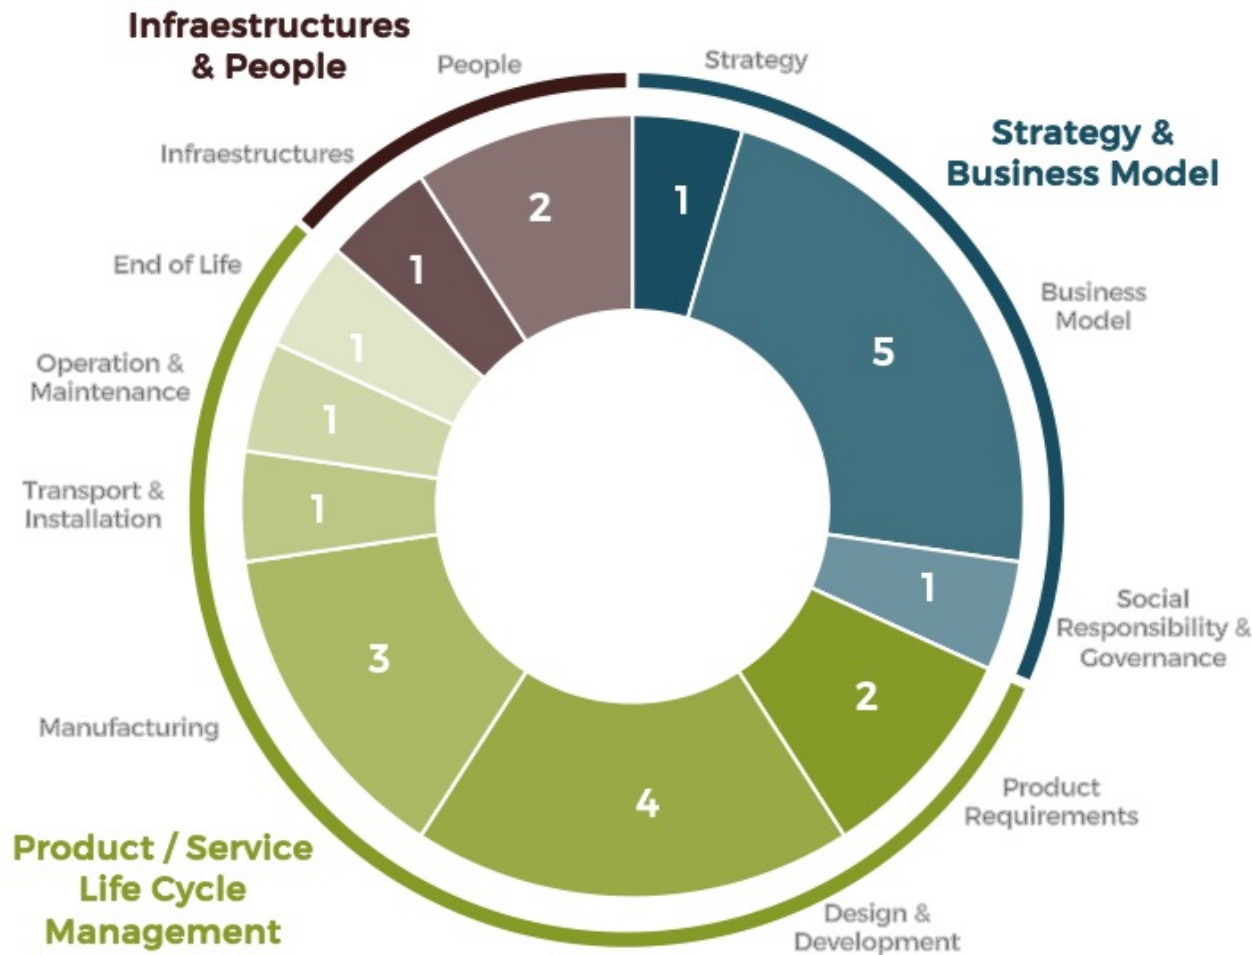 Infraestructures
& People
People
Strategy
Infraestructures
Strategy &
Business Model
End of Life
Business
Model
Operation &
Maintenance
Transport &
Installation
Social
Responsibility &
Governance
Manufacturing
Product
Requirements
Product / Service
Life Cycle
Management
Design &
Development
1
5
1
2
4
3
1
1
1
1
2